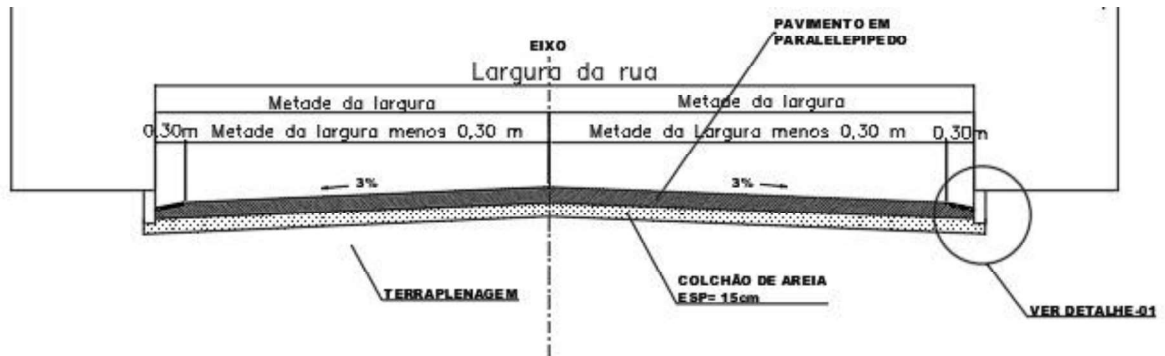 PAVIMENTO EM
PARALELEPIPEDO
EIXO
Largura da rua
Metade da largura
Metade da largura
0,30m
Metade da largura menos 0,30 m
Metade da Largura menos 0,30 m
0,30m
3%
3%
COLCHÃO DE AREIA
ESP= 15cm
TERRAPLENAGEM
VER DETALHE-01